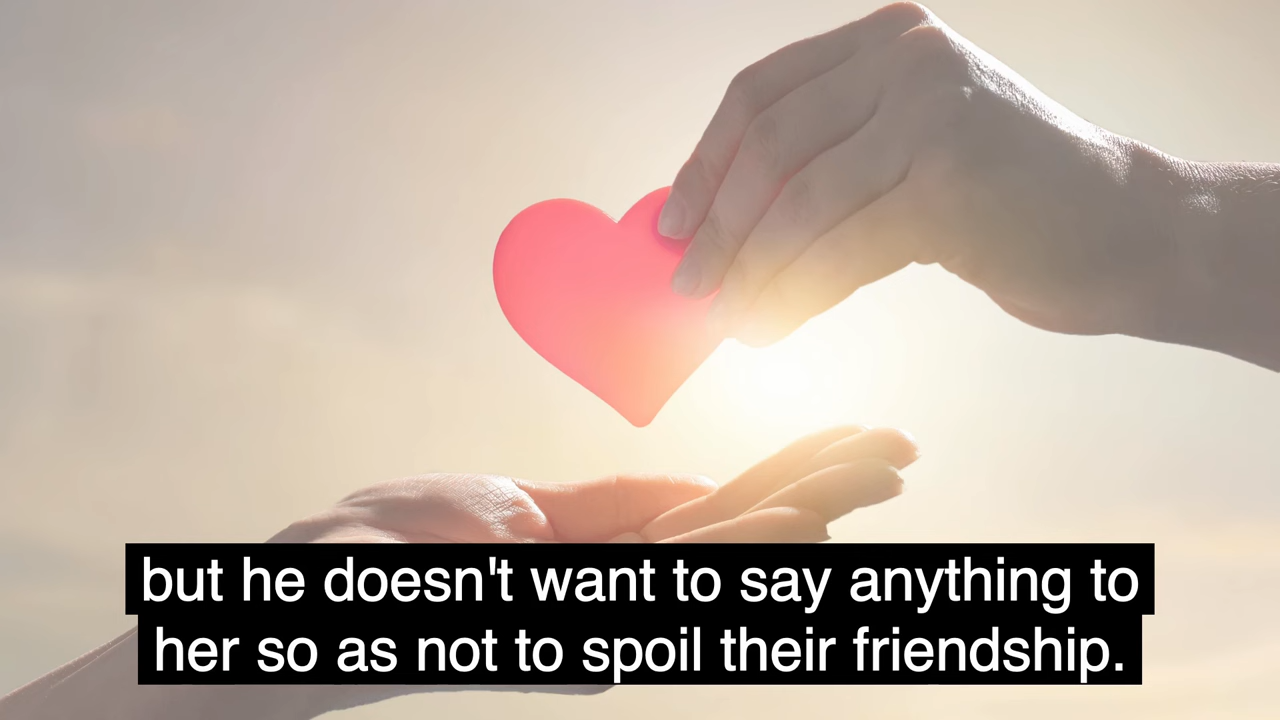 but he doesn't want to say anything to
her so as not to spoil their friendship.